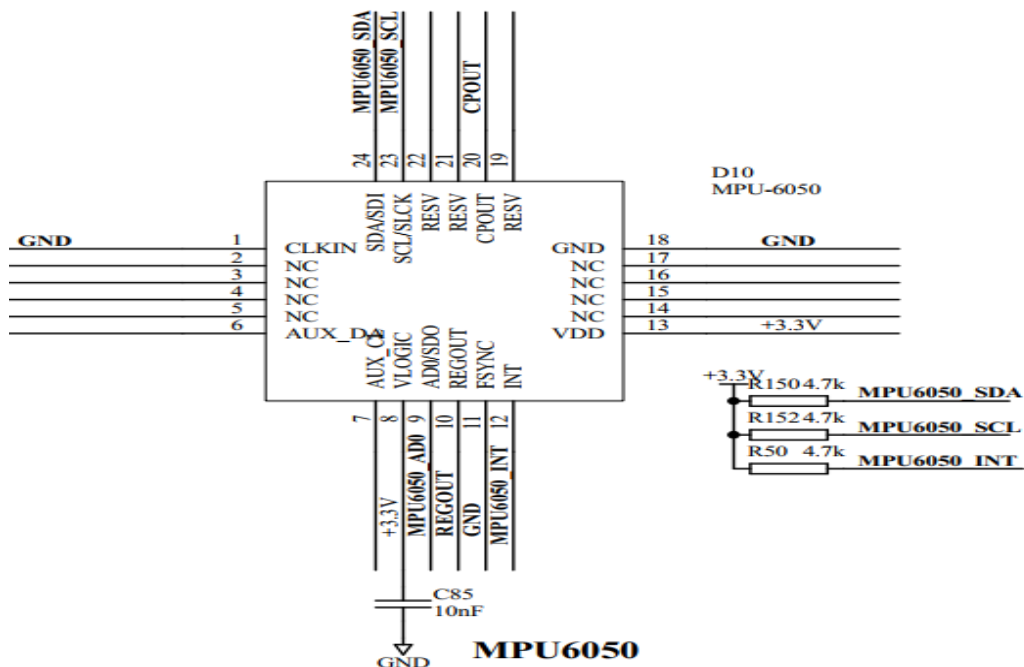 MPU6050_SDA
MPU6050_SCL
CPOUT
24
23
22
21
20
19
SDA/SDI
SCL/SLCK
RESV
RESV
CPOUT
RESV
D10
MPU-6050
GND
1
CLKIN
2
NC
3
NC
4
NC
5
NC
6
AUX_DA
GND
18
GND
NC
17
NC
16
NC
15
NC
14
VDD
13
+3.3V
AUX_CL
VLOGIC
AD0/SDO
REGOUT
FSYNC
INT
7
8
9
10
11
12
+3.3V
MPU6050_AD0
REGOUT
GND
MPU6050_INT
+3.3V
R150 4.7k MPU6050_SDA
R152 4.7k MPU6050_SCL
R50 4.7k MPU6050_INT
C85
10nF
GND
MPU6050